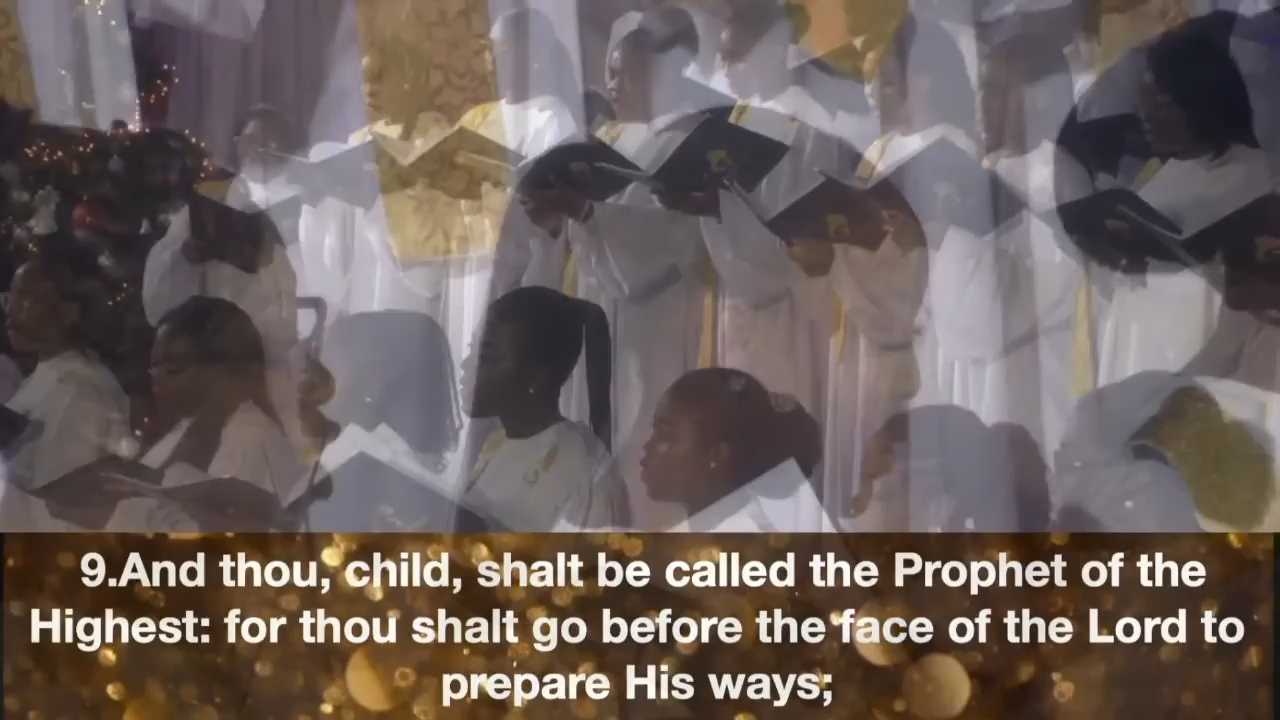 9.And thou, child, shalt be called the Prophet of the
Highest: for thou shalt go before the face of the Lord to
prepare His ways;